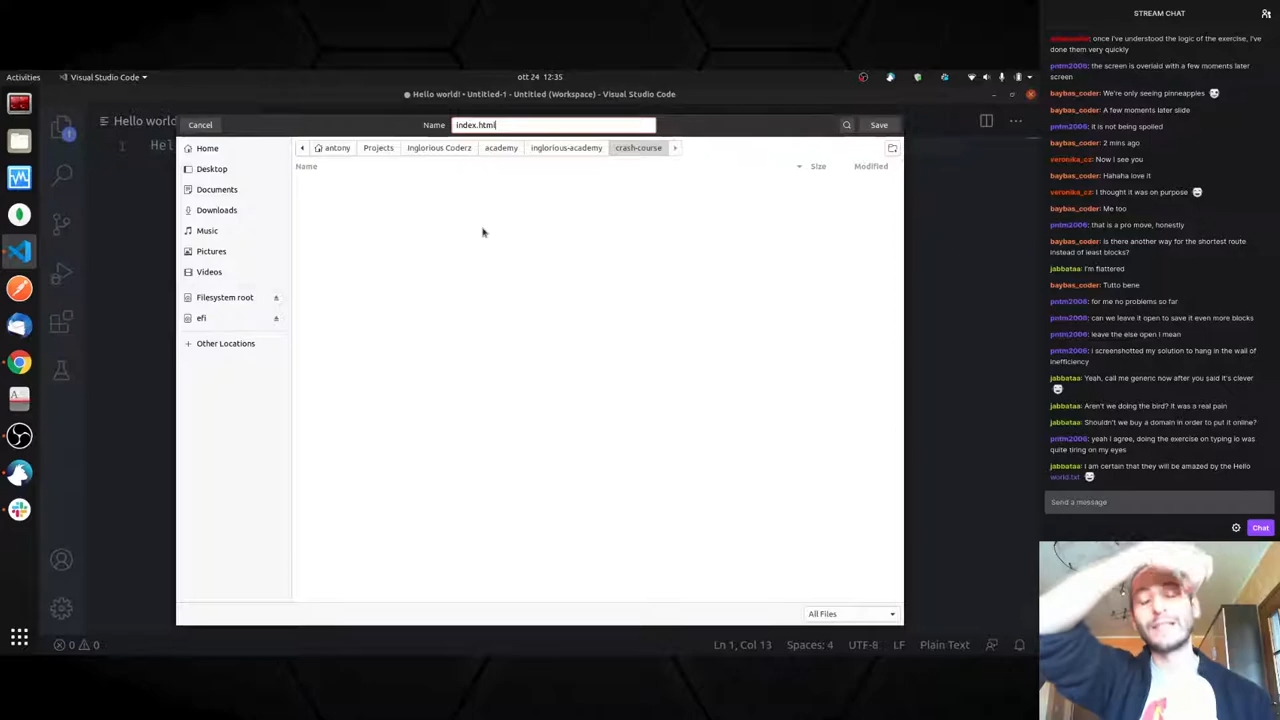 STREAM CHAT
once I've understood the logic of the exercise, I've
done them very quickly
pntm2006: the screen is overlaid with a few moments later
screen
baybas_coder: We're only seeing pinneapples
baybas_coder: A few moments later slide
pntm2006: it is not being spoiled
baybas_coder: 2 mins ago
veronika_cz: Now I see you
baybas_coder: Hahaha love it
veronika_cz: I thought it was on purpose
baybas_coder: Me too
pntm2006: that is a pro move, honestly
baybas_coder: is there another way for the shortest route
instead of least blocks?
jabbataa: I'm flattered
baybas_coder: Tutto bene
pntm2006: for me no problems so far
pntm2006: can we leave it open to save it even more blocks
pntm2006: leave the else open I mean
pntm2006: i screenshotted my solution to hang in the wall of
inefficiency
jabbataa: Yeah, call me generic now after you said it's clever
jabbataa: Aren't we doing the bird? It was a real pain
jabbataa: Shouldn't we buy a domain in order to put it online?
pntm2006: yeah I agree, doing the exercise on typing io was
quite tiring on my eyes
jabbataa: I am certain that they will be amazed by the Hello
world.txt
Send a message
Chat
Activities
Visual Studio Code
ott 24 12:35
Hello world! • Untitled-1 - Untitled (Workspace) - Visual Studio Code
Hello world
Hel
Cancel
Name
index.html
Save
Home
Desktop
Documents
Downloads
Music
Pictures
Videos
Filesystem root
efi
Other Locations
antony
Projects
Inglorious Coderz
academy
inglorious-academy
crash-course
Name
Size
Modified
All Files
0
0
Ln 1, Col 13
Spaces: 4
UTF-8
LF
Plain Text